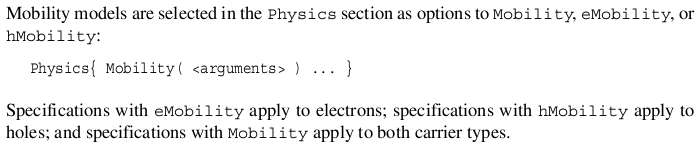 Mobility models are selected in the Physics section as options to Mobility, eMobility, or
hMobility:
Physics{ Mobility( <arguments> ) ... }
Specifications with eMobility apply to electrons; specifications with hMobility apply to
holes; and specifications with Mobility apply to both carrier types.